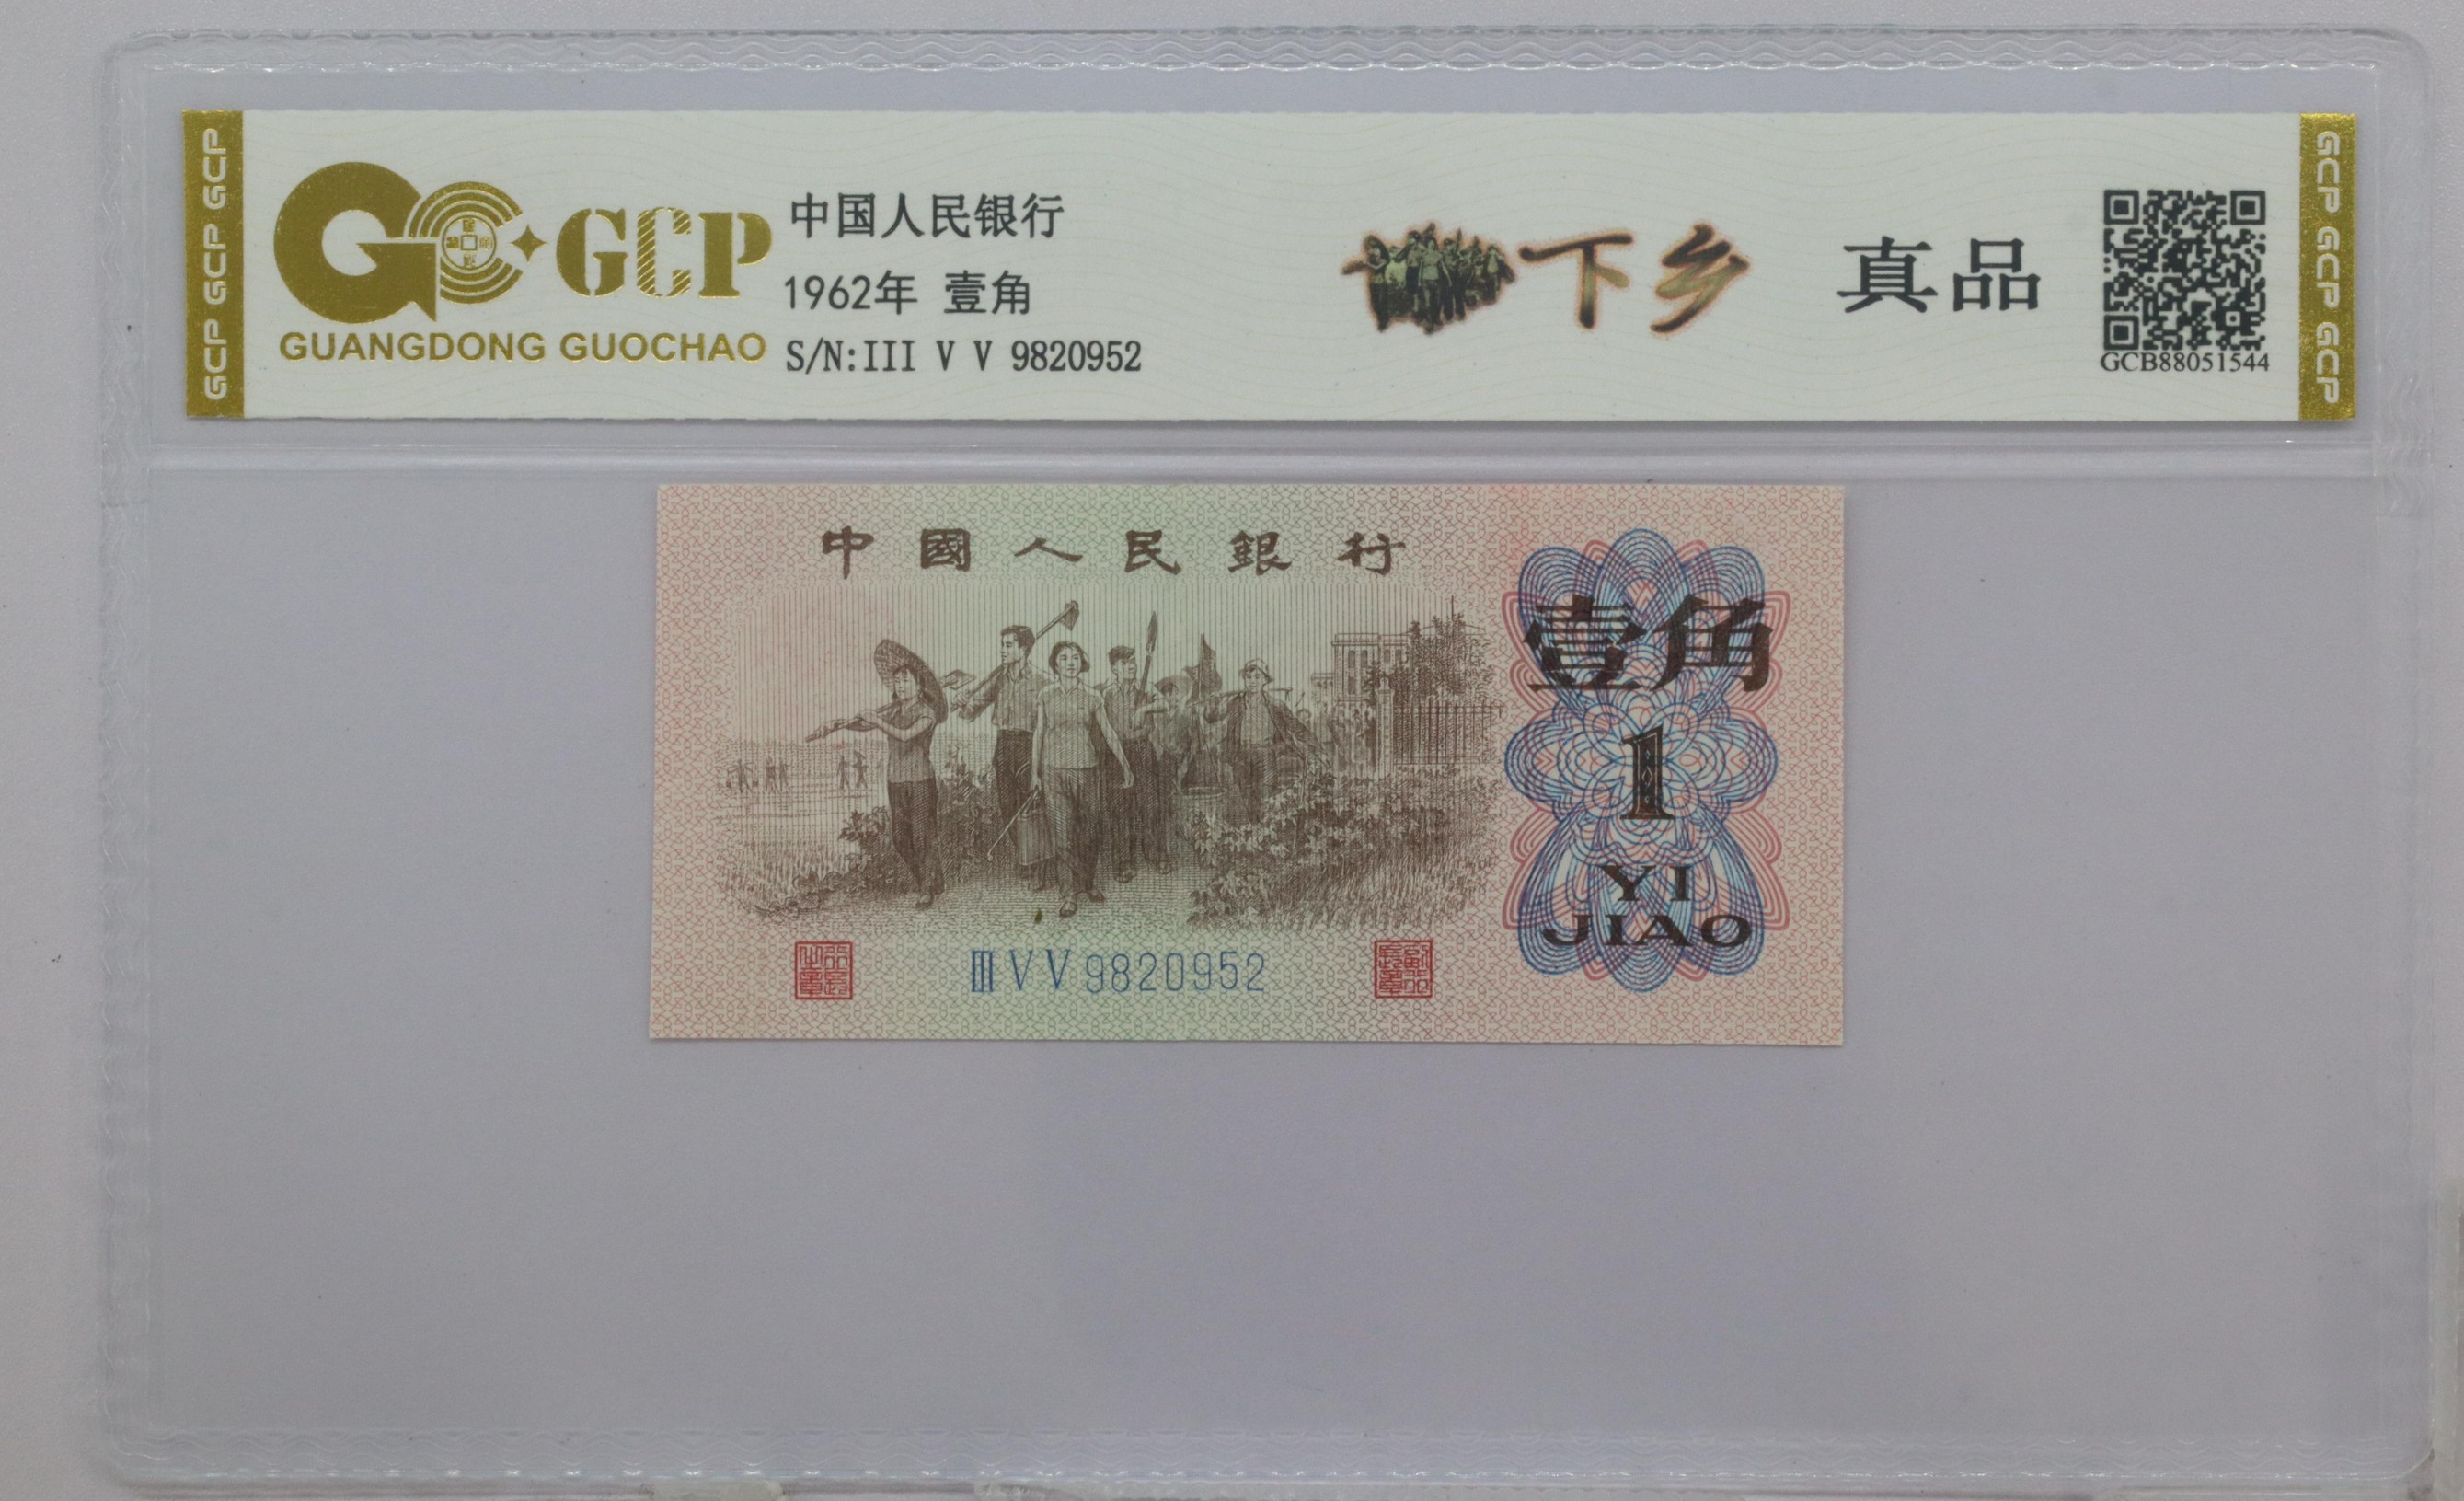 GCP GCP GCP
GCP
GUANGDONG GUOCHAO
中国人民银行
1962年 壹角
S/N:III V V 9820952
下乡
真品
GCB88051544
GCP GCP GCP
中國人民銀行
壹角
1
YI
JIAO
III V V 9820952